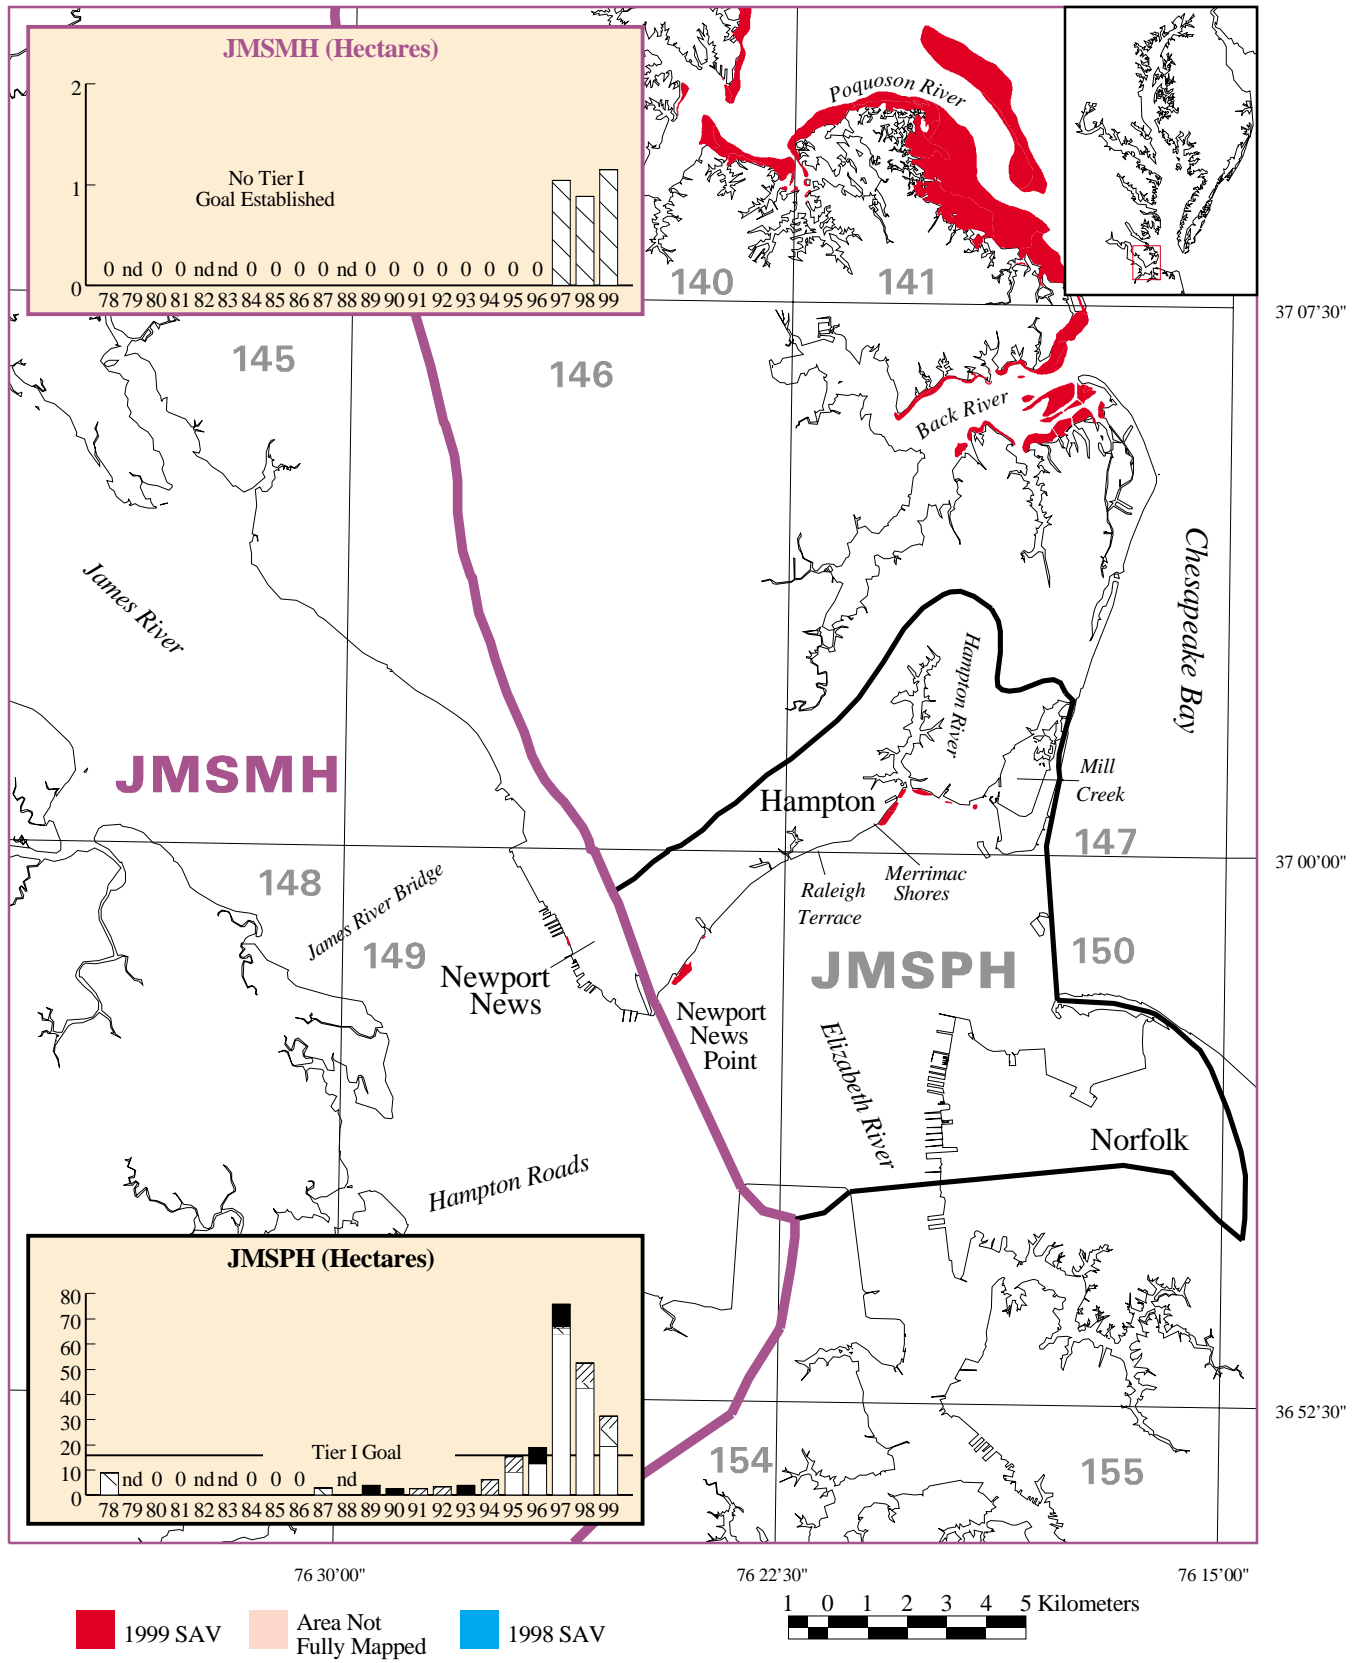 JMSMH (Hectares)
2
1
0
No Tier I
Goal Established
0 nd 0 0 nd nd 0 0 0 0 nd 0 0 0 0 0 0 0 0
78 79 80 81 82 83 84 85 86 87 88 89 90 91 92 93 94 95 96 97 98 99
Poquoson River
140
141
37 07'30"
145
146
Back River
James River
Chesapeake Bay
Hampton River
JMSMH
Hampton
Mill
Creek
147
37 00'00"
148
James River Bridge
149
Raleigh
Terrace
Merrimac
Shores
JMSPH
150
Newport
News
Newport
News
Point
Elizabeth River
Norfolk
Hampton Roads
JMSPH (Hectares)
80
70
60
50
40
30
20
10
0
Tier I Goal
nd 0 0 nd nd 0 0 0 nd
78 79 80 81 82 83 84 85 86 87 88 89 90 91 92 93 94 95 96 97 98 99
36 52'30"
154
155
76 30'00"
76 22'30"
76 15'00"
1999 SAV
Area Not
Fully Mapped
1998 SAV
1 0 1 2 3 4 5 Kilometers